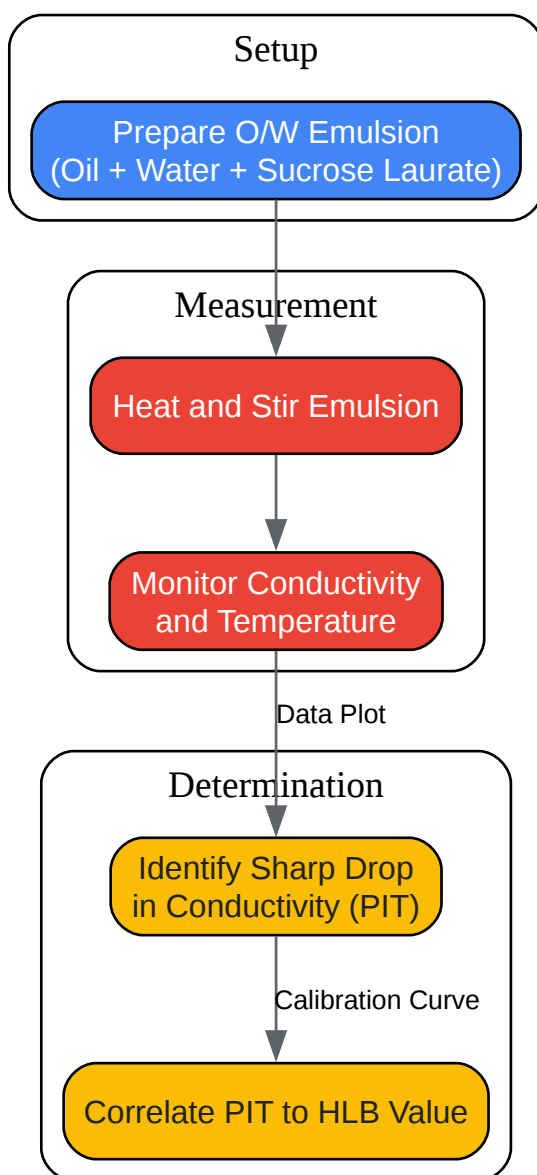 Setup
Prepare O/W Emulsion
(Oil + Water + Sucrose Laurate)
Measurement
Heat and Stir Emulsion
Monitor Conductivity
and Temperature
Data Plot
Determination
Identify Sharp Drop
in Conductivity (PIT)
Calibration Curve
Correlate PIT to HLB Value